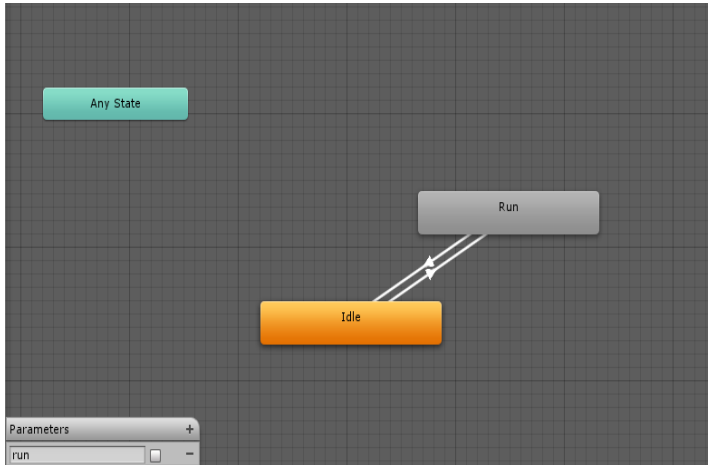 Any State
Run
Idle
Parameters +
run -